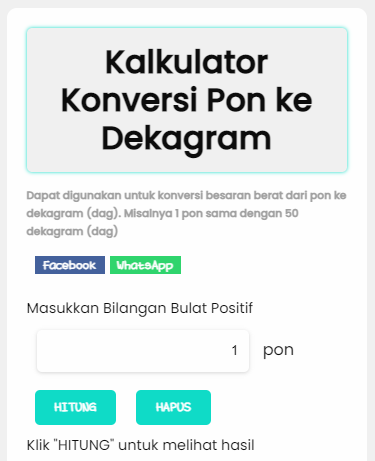 Kalkulator
Konversi Pon ke
Dekagram
Dapat digunakan untuk konversi besaran berat dari pon ke
dekagram (dag). Misalnya 1 pon sama dengan 50
dekagram (dag)
Facebook WhatsApp
Masukkan Bilangan Bulat Positif
1 pon
HITUNG HAPUS
Klik "HITUNG" untuk melihat hasil